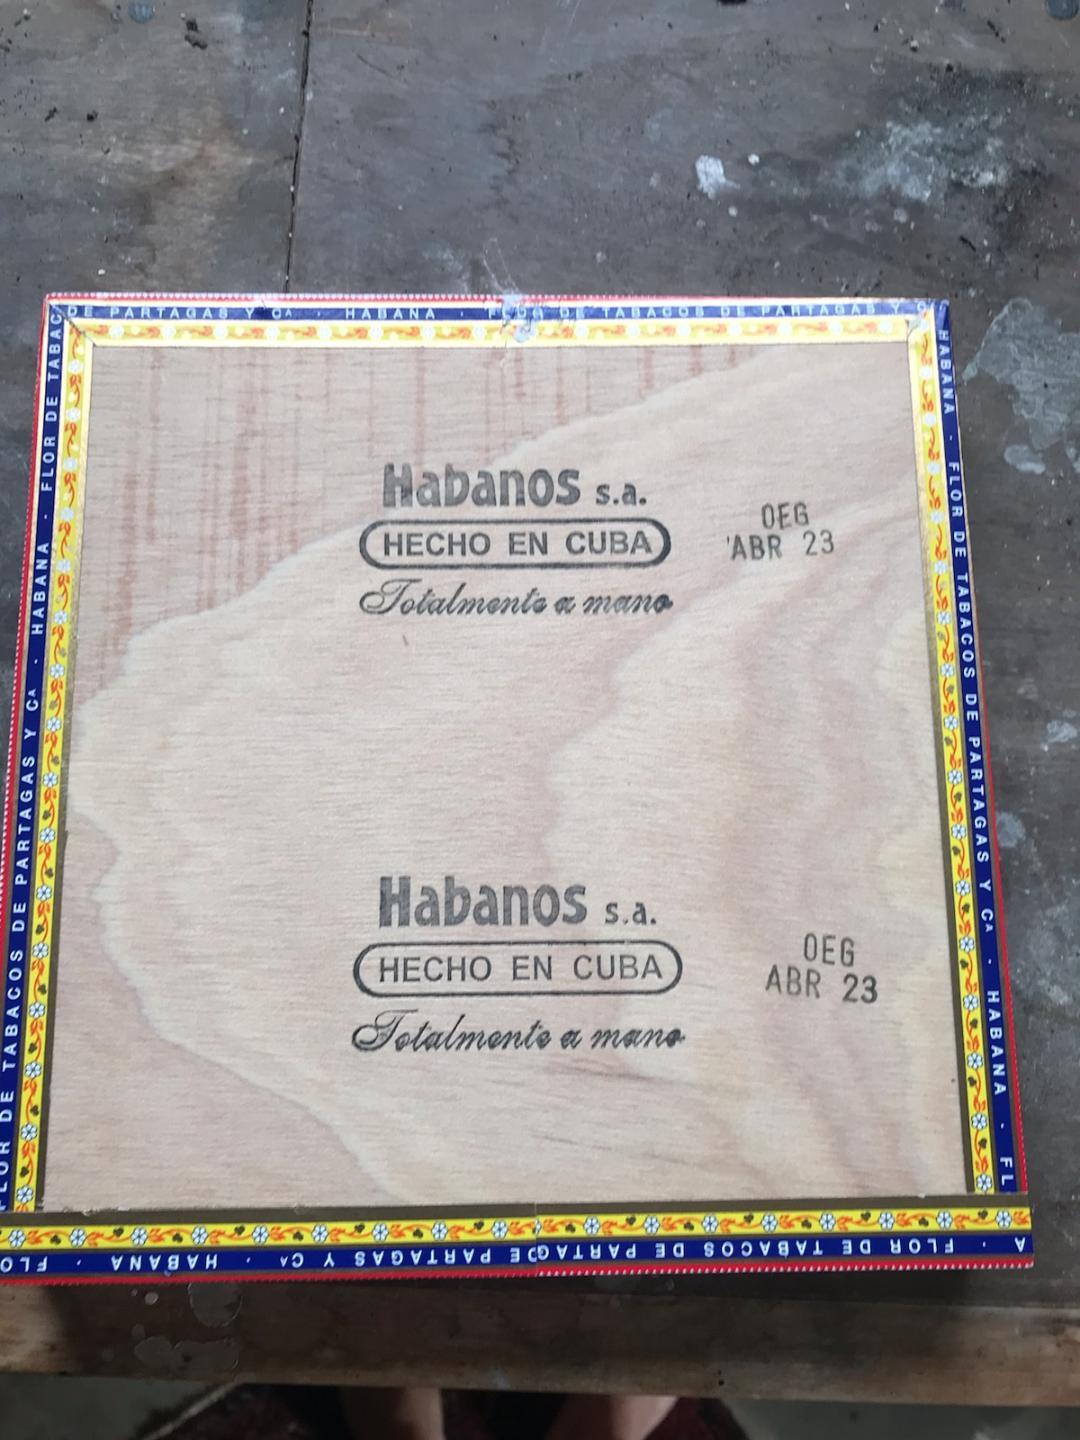 DE PARTAGAS Y Cª · HABANA · FLOR DE TABACOS DE PARTAGAS Y C
FLOR DE TABACOS DE PARTAGAS Y Cª · HABANA · FLOR DE TABAC
HABANA · FLOR DE TABACOS DE PARTAGAS Y Cª · HABANA · FL
Habanos s.a.
HECHO EN CUBA
Totalmente a mano
OEG
ABR 23
Habanos s.a.
HECHO EN CUBA
Totalmente a mano
OEG
ABR 23
A · FLOR DE TABACOS DE PARTAG
DE PARTAGAS Y Cª · HABANA · FLO